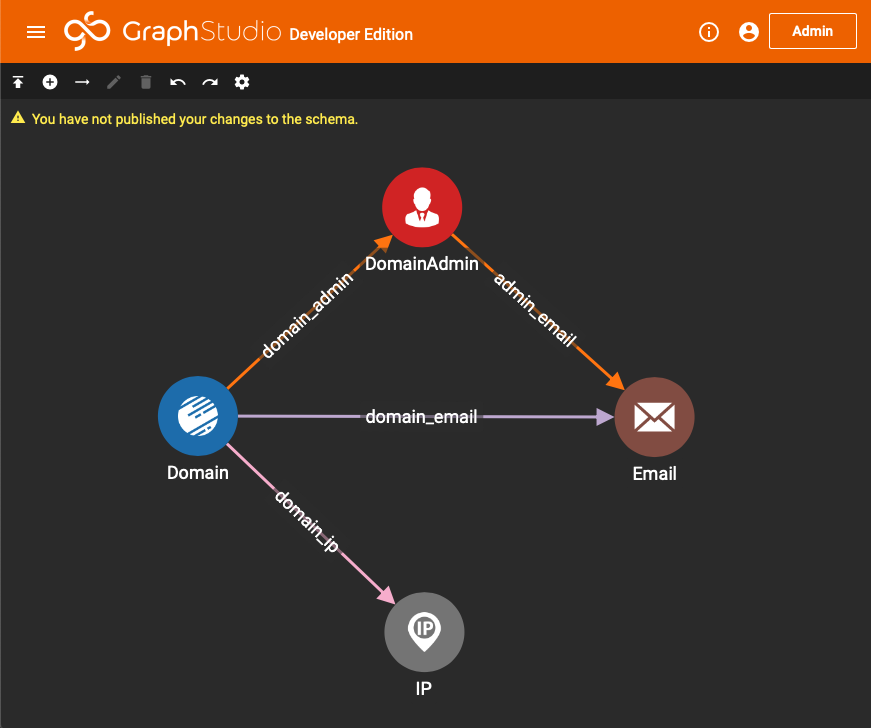 GraphStudio Developer Edition
Admin
You have not published your changes to the schema.
DomainAdmin
domain_admin
admin_email
domain_email
Domain
Email
domain_ip
IP
IP